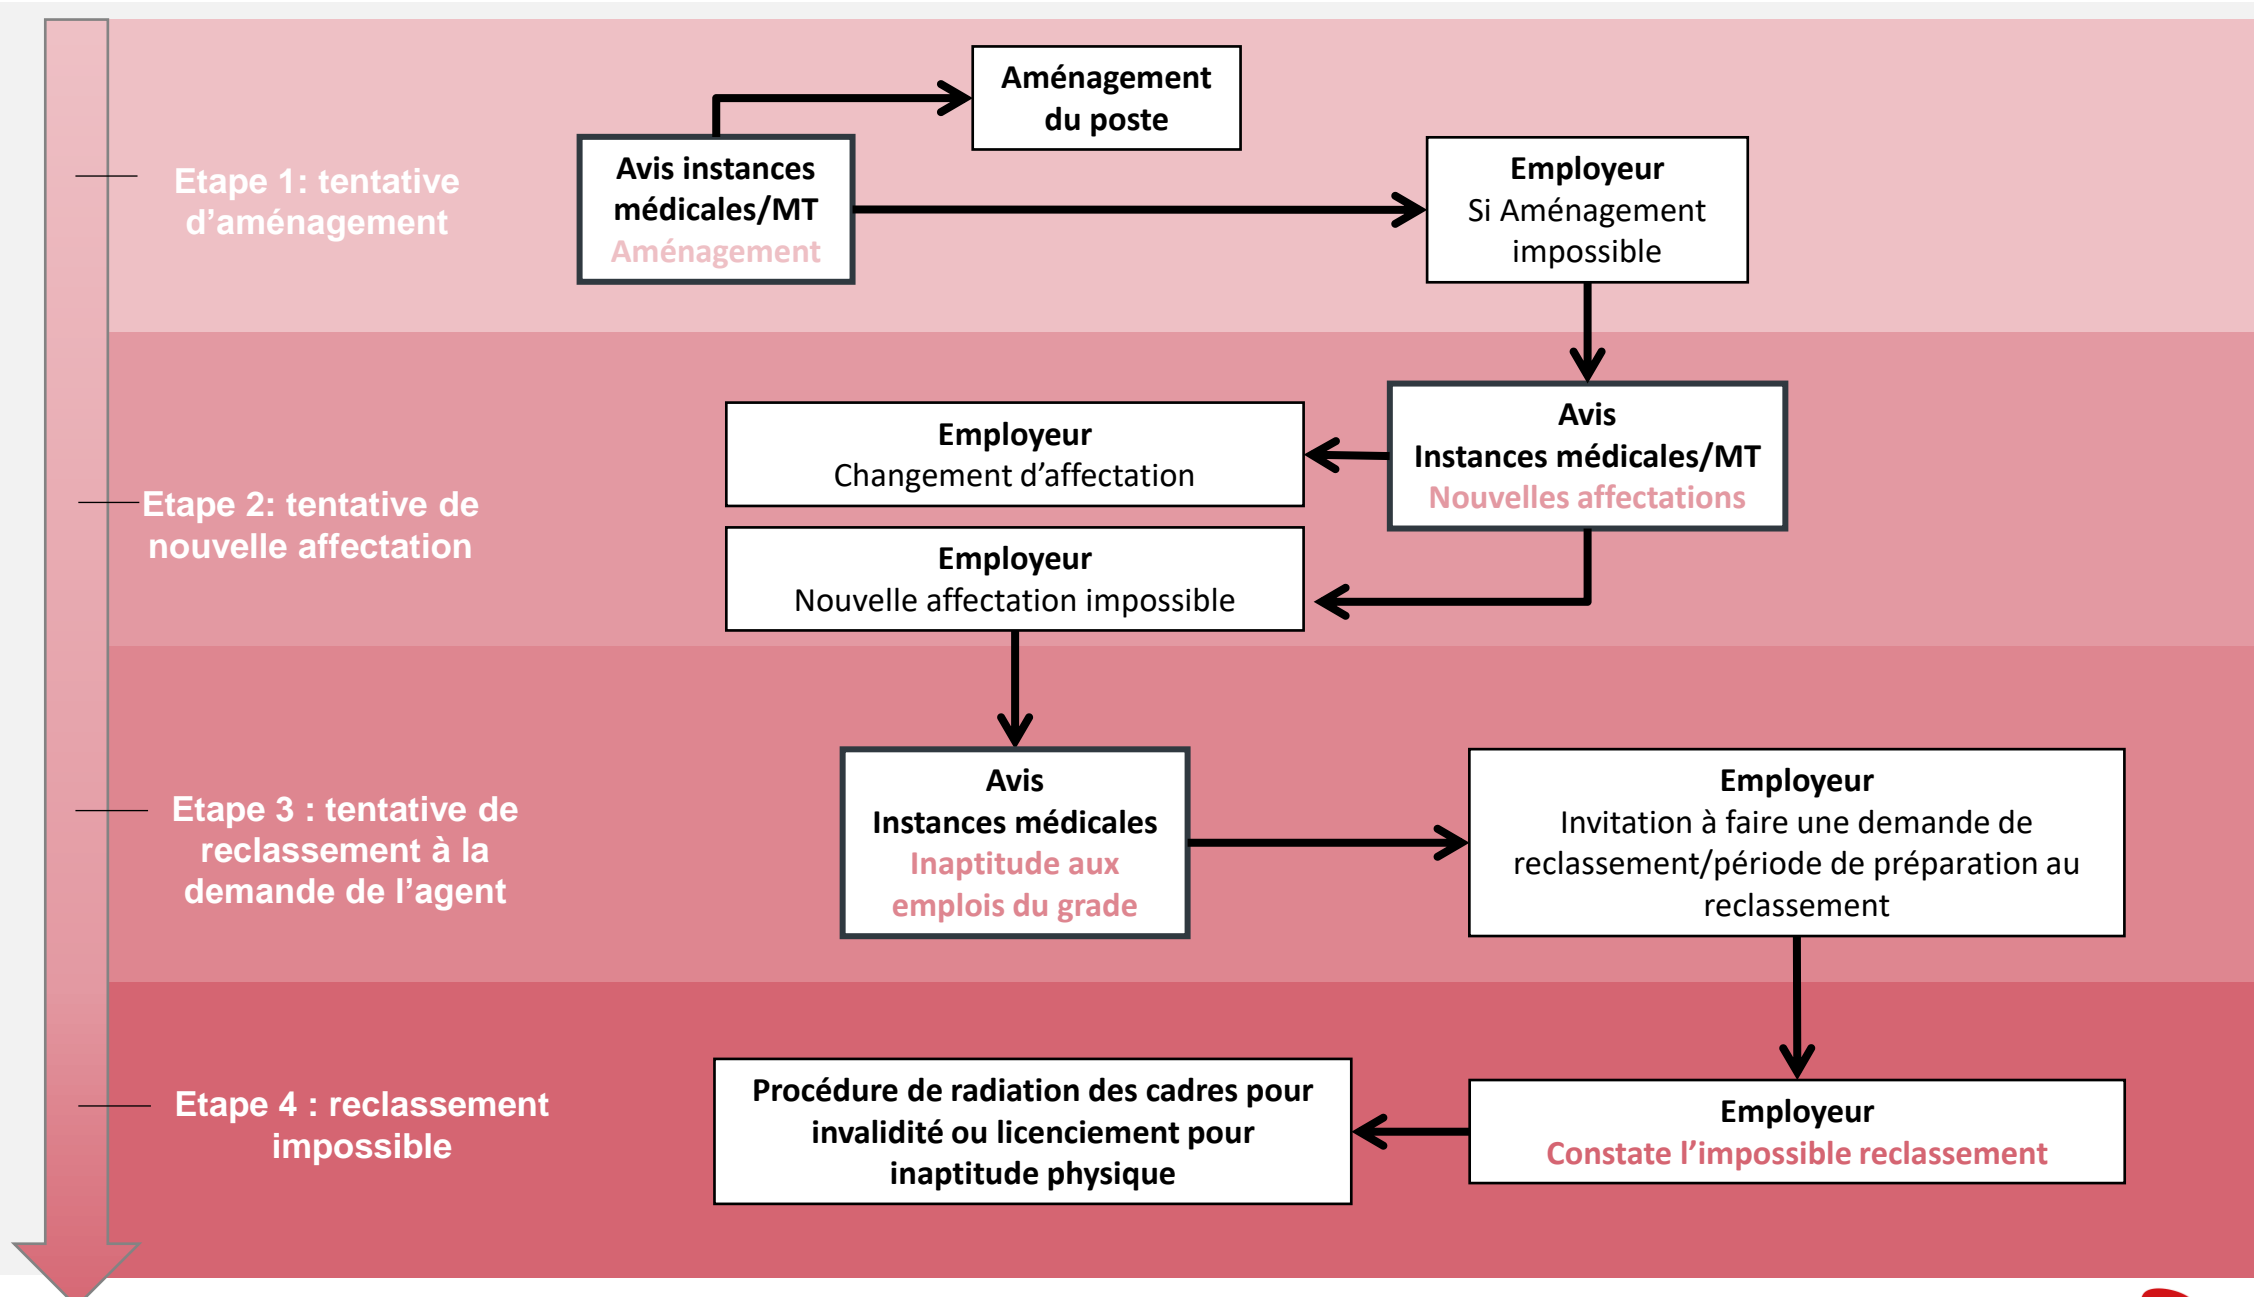 Aménagement
du poste
Etape 1: tentative
d’aménagement
Avis instances
médicales/MT
Aménagement
Employeur
Si Aménagement
impossible
Etape 2: tentative de
nouvelle affectation
Employeur
Changement d’affectation
Avis
Instances médicales/MT
Nouvelles affectations
Employeur
Nouvelle affectation impossible
Etape 3 : tentative de
reclassement à la
demande de l’agent
Avis
Instances médicales
Inaptitude aux
emplois du grade
Employeur
Invitation à faire une demande de
reclassement/période de préparation au
reclassement
Etape 4 : reclassement
impossible
Procédure de radiation des cadres pour
invalidité ou licenciement pour
inaptitude physique
Employeur
Constate l’impossible reclassement